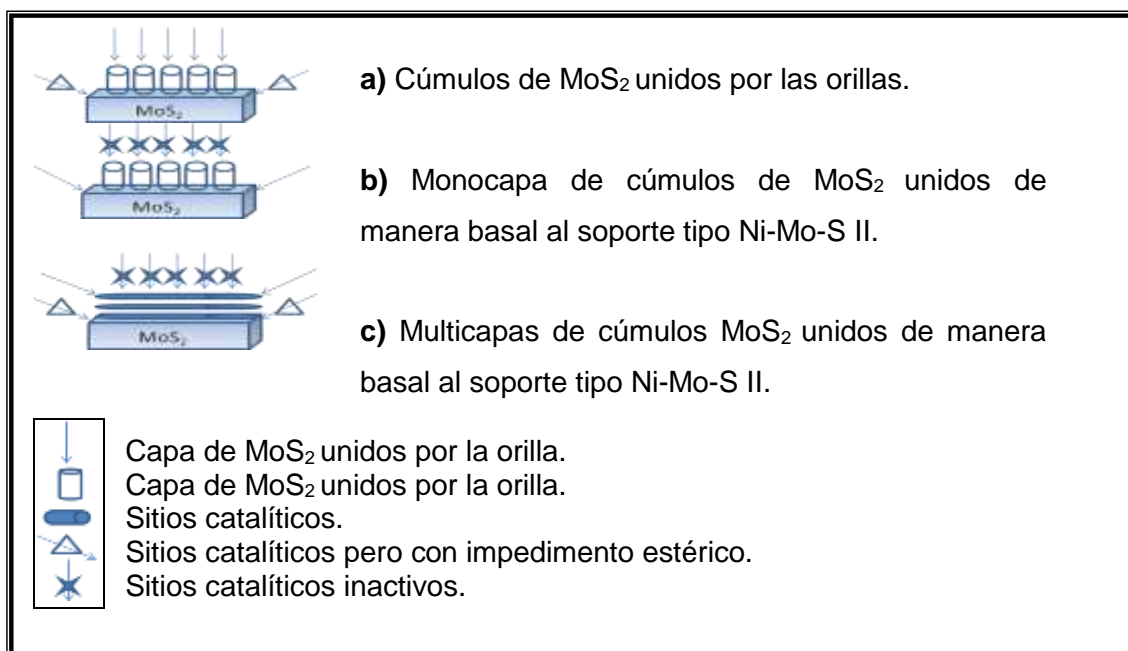 MoS₂
a) Cúmulos de MoS₂ unidos por las orillas.
MoS₂
b) Monocapa de cúmulos de MoS₂ unidos de
manera basal al soporte tipo Ni-Mo-S II.
MoS₂
c) Multicapas de cúmulos MoS₂ unidos de manera
basal al soporte tipo Ni-Mo-S II.
Capa de MoS₂ unidos por la orilla.
Capa de MoS₂ unidos por la orilla.
Sitios catalíticos.
Sitios catalíticos pero con impedimento estérico.
Sitios catalíticos inactivos.